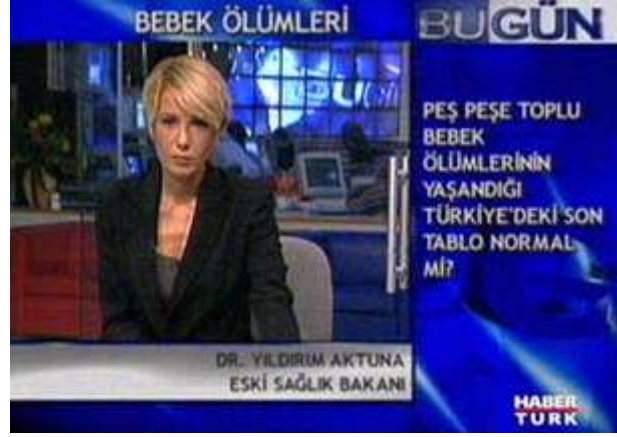 BEBEK ÖLÜMLERİ
BUGÜN
PEŞ PEŞE TOPLU
BEBEK
ÖLÜMLERİNİN
YAŞANDIĞI
TÜRKİYE'DEKİ SON
TABLO NORMAL
Mİ?
DR. YILDIRIM AKTUNA
ESKİ SAĞLIK BAKANI
HABER
TURK